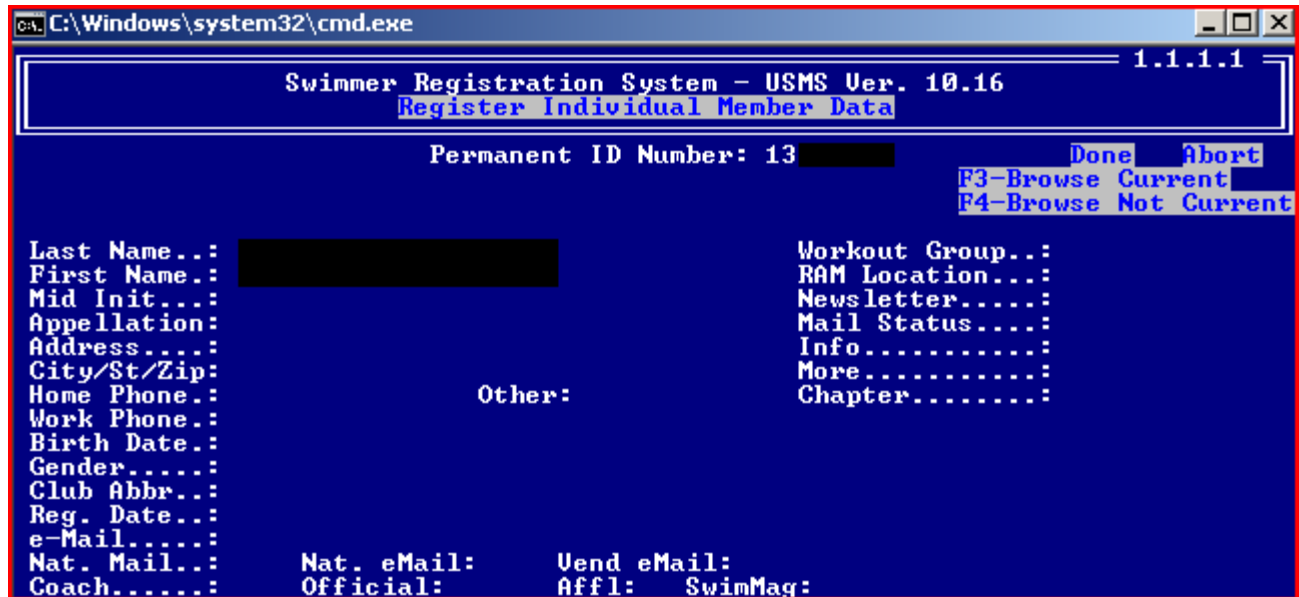 C:\Windows\system32\cmd.exe
1.1.1.1
Swimmer Registration System - USMS Ver. 10.16
Register Individual Member Data
Permanent ID Number: 13 Done Abort
F3-Browse Current
F4-Browse Not Current
Last Name..: Workout Group..:
First Name.: RAM Location...:
Mid Init...: Newsletter.....:
Appellation: Mail Status....:
Address....: Info...........:
City/St/Zip: More...........:
Home Phone.: Other: Chapter........:
Work Phone.:
Birth Date.:
Gender.....:
Club Abbr..:
Reg. Date..:
e-Mail.....:
Nat. Mail..: Nat. eMail: Vend eMail:
Coach......: Official: Affl: SwimMag: